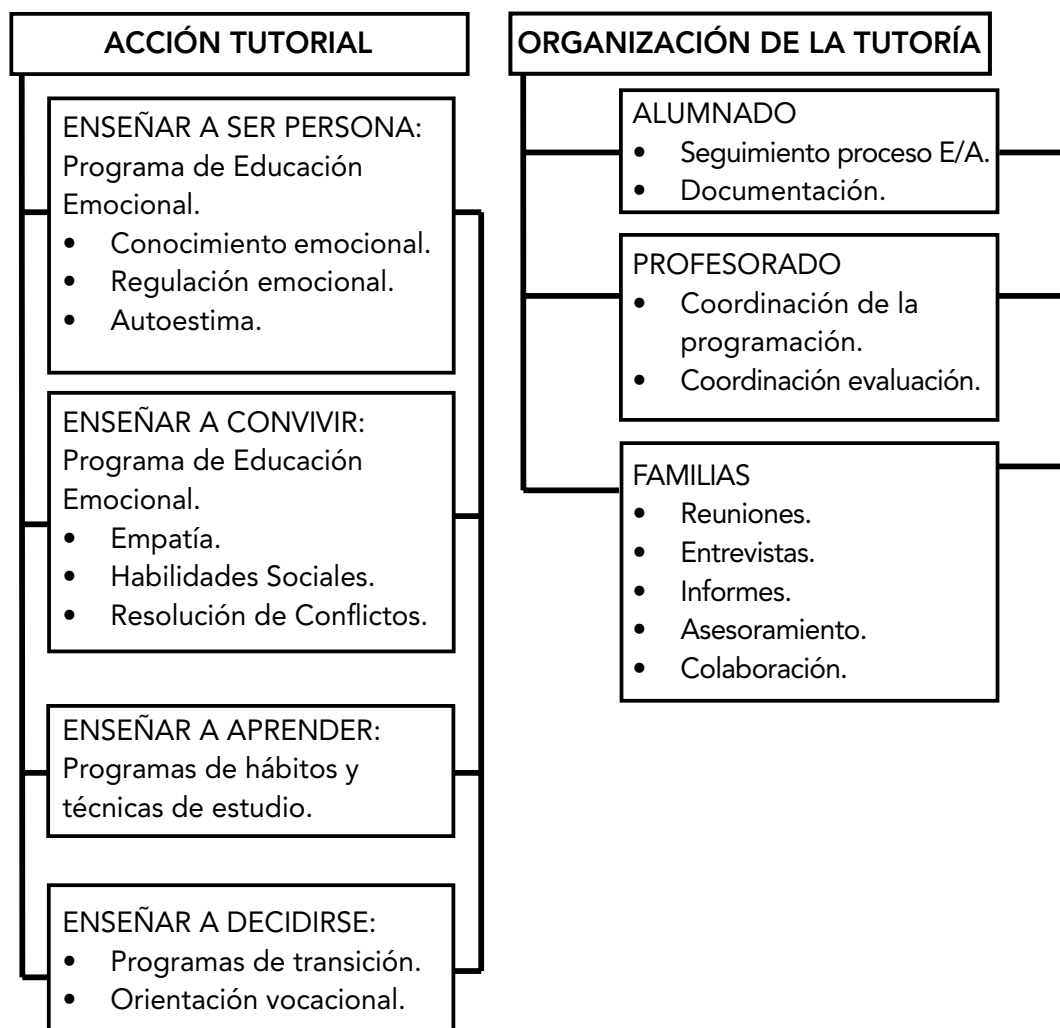 ACCIÓN TUTORIAL
ENSEÑAR A SER PERSONA:
Programa de Educación
Emocional.
• Conocimiento emocional.
• Regulación emocional.
• Autoestima.
ENSEÑAR A CONVIVIR:
Programa de Educación
Emocional.
• Empatía.
• Habilidades Sociales.
• Resolución de Conflictos.
ENSEÑAR A APRENDER:
Programas de hábitos y
técnicas de estudio.
ENSEÑAR A DECIDIRSE:
• Programas de transición.
• Orientación vocacional.
ORGANIZACIÓN DE LA TUTORÍA
ALUMNADO
• Seguimiento proceso E/A.
• Documentación.
PROFESORADO
• Coordinación de la
programación.
• Coordinación evaluación.
FAMILIAS
• Reuniones.
• Entrevistas.
• Informes.
• Asesoramiento.
• Colaboración.